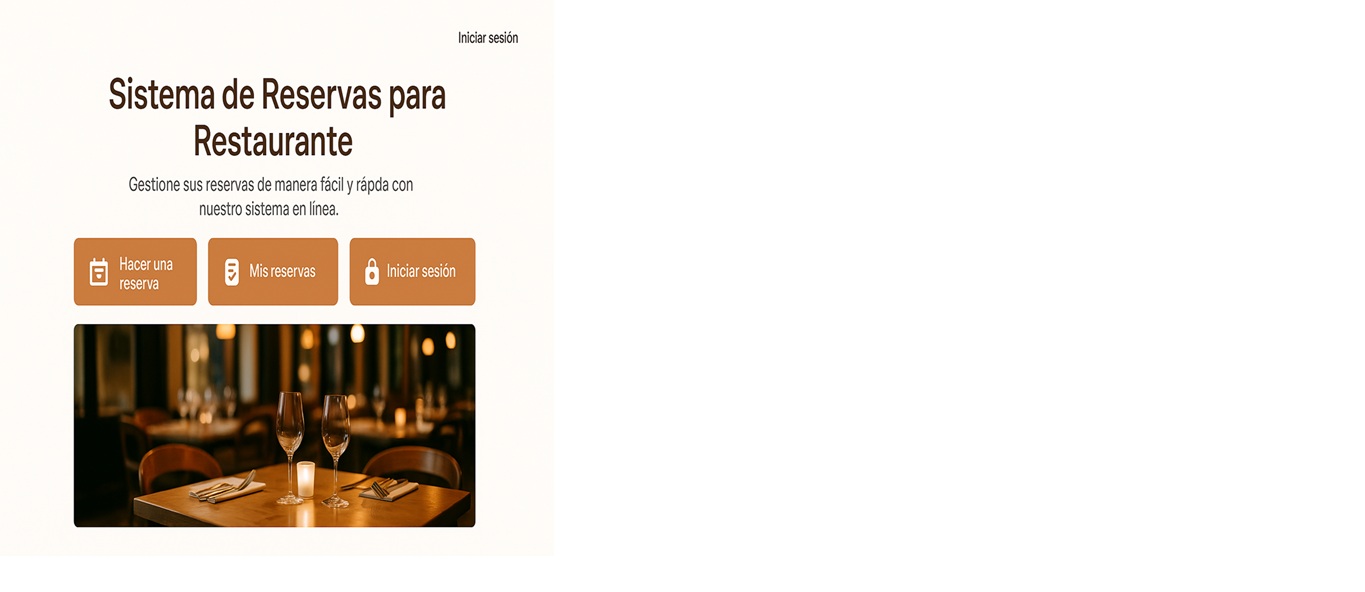 Iniciar sesión
Sistema de Reservas para
Restaurante
Gestione sus reservas de manera fácil y rápda con
nuestro sistema en línea.
Hacer una
reserva
Mis reservas
Iniciar sesión